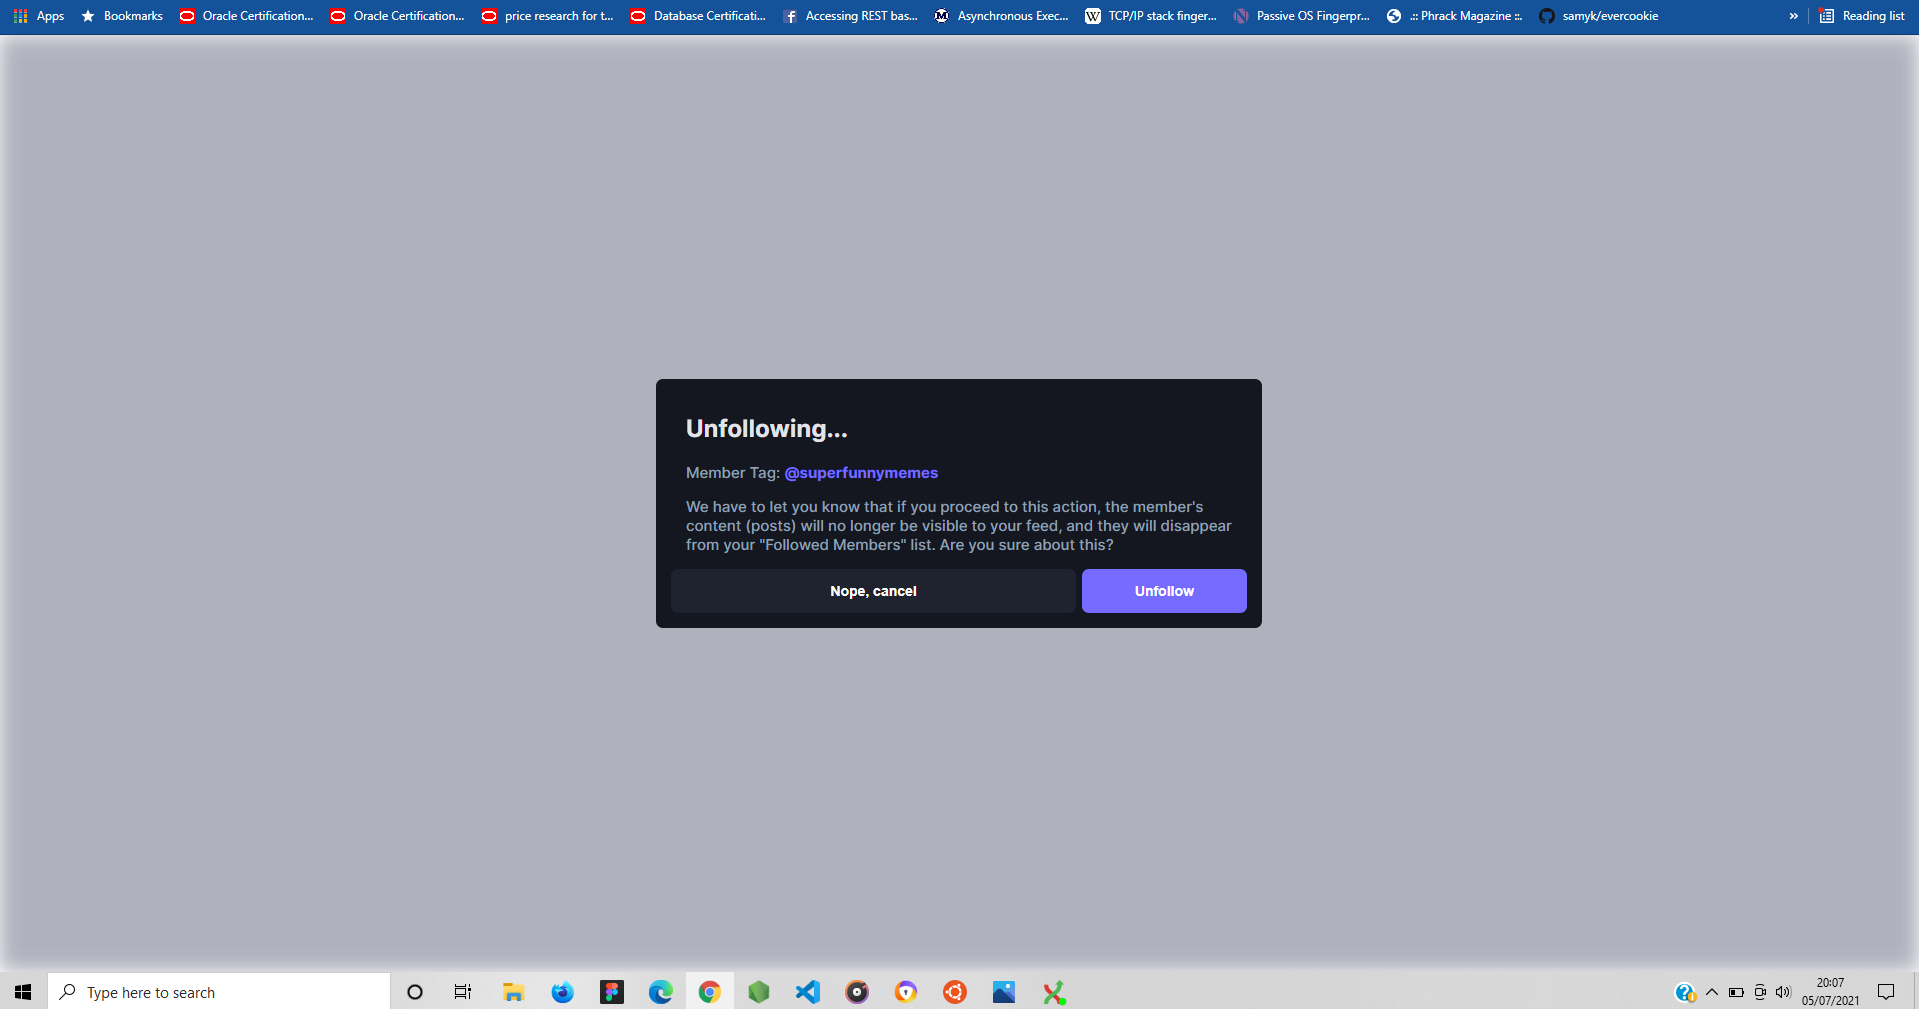 Apps Bookmarks Oracle Certification... Oracle Certification... price research for t... Database Certificati... Accessing REST bas... Asynchronous Exec... TCP/IP stack finger... Passive OS Fingerpr... .:: Phrack Magazine ::. samyk/evercookie » Reading list
Unfollowing...
Member Tag: @superfunnymemes
We have to let you know that if you proceed to this action, the member's
content (posts) will no longer be visible to your feed, and they will disappear
from your "Followed Members" list. Are you sure about this?
Nope, cancel Unfollow
Type here to search
20:07
05/07/2021